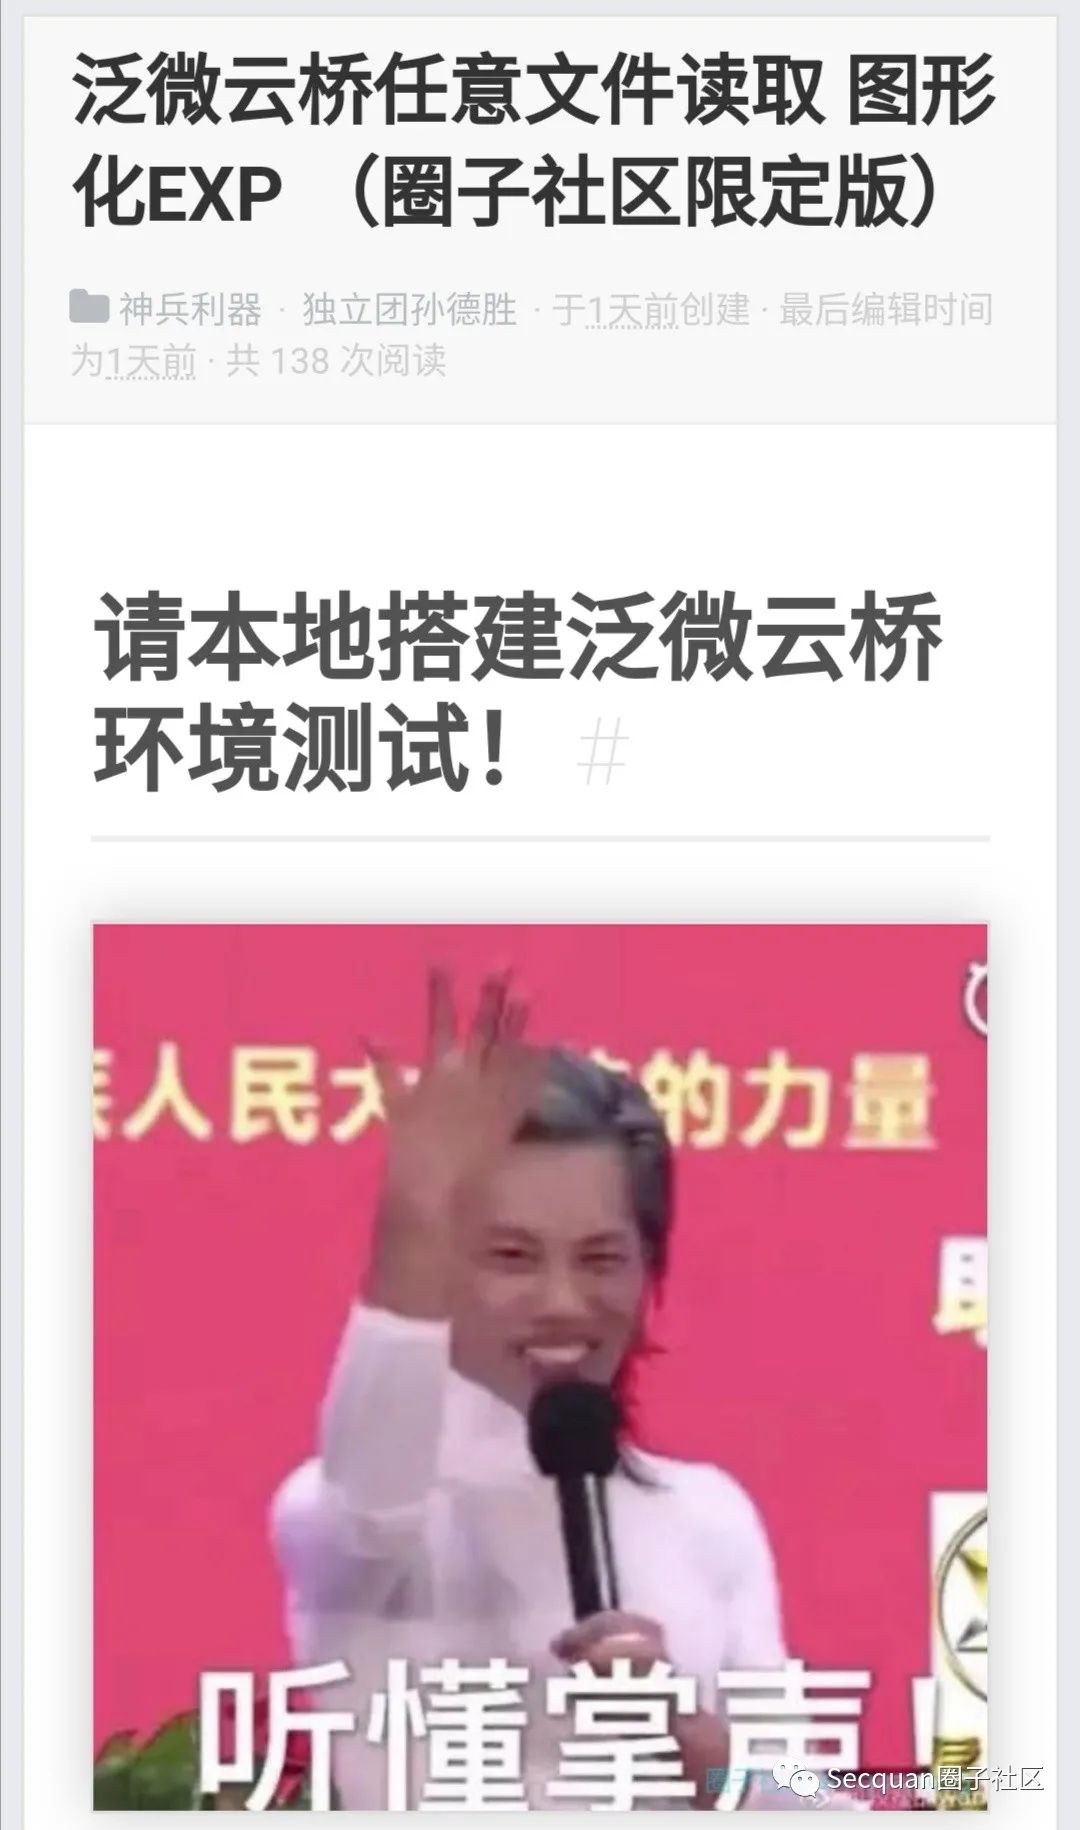 泛微云桥任意文件读取 图形
化EXP （圈子社区限定版）
神兵利器 · 独立团孙德胜 · 于1天前创建 · 最后编辑时间
为1天前 · 共 138 次阅读
请本地搭建泛微云桥
环境测试！ #
族人民大 的力量
听懂掌声！
Secquan圈子社区